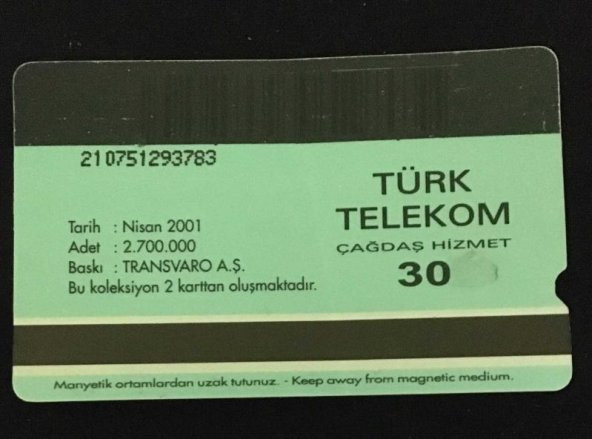 210751293783
TÜRK
TELEKOM
ÇAĞDAŞ HİZMET
30
Tarih : Nisan 2001
Adet : 2.700.000
Baskı : TRANSVARO A.Ş.
Bu koleksiyon 2 karttan oluşmaktadır.
Manyetik ortamlardan uzak tutunuz. - Keep away from magnetic medium.